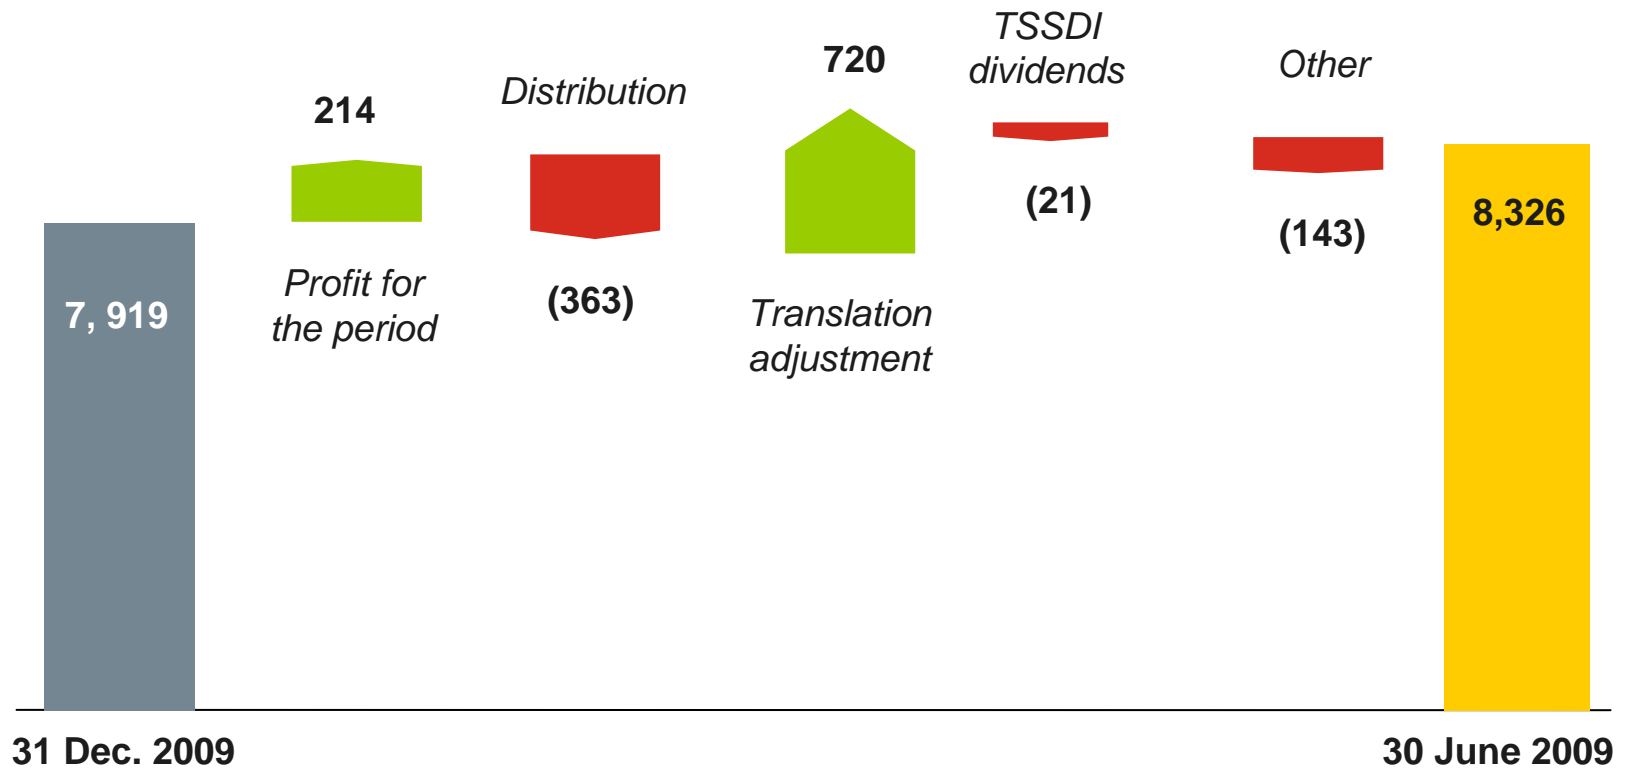 7, 919
214
Profit for
the period
Distribution
(363)
720
Translation
adjustment
TSSDI
dividends
(21)
Other
(143)
8,326
31 Dec. 2009
30 June 2009